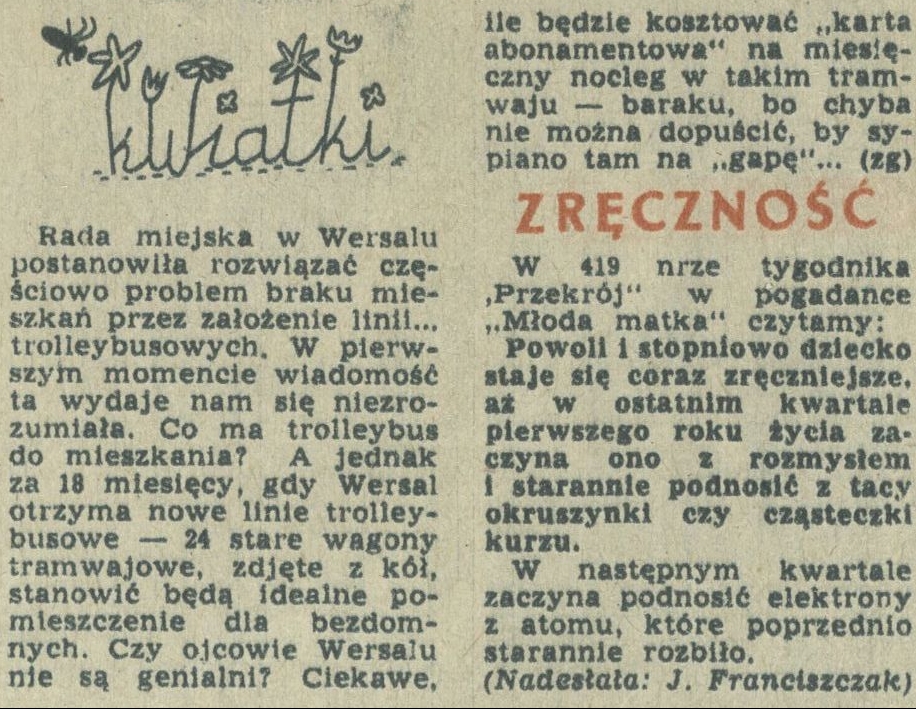 kwiatki
Rada miejska w Wersalu
postanowiła rozwiązać czę-
ściowo problem braku mie-
szkań przez założenie linii...
trolleybusowych. W pierw-
szym momencie wiadomość
ta wydaje nam się niezro-
zumiała. Co ma trolleybus
do mieszkania? A jednak
za 18 miesięcy, gdy Wersal
otrzyma nowe linie trolley-
busowe — 24 stare wagony
tramwajowe, zdjęte z kół,
stanowić będą idealne po-
mieszczenie dla bezdom-
nych. Czy ojcowie Wersalu
nie są genialni? Ciekawe,
ile będzie kosztować „karta
abonamentowa“ na miesię-
czny nocleg w takim tram-
waju — baraku, bo chyba
nie można dopuścić, by sy-
piano tam na „gapę“... (zg)
ZRĘCZNOŚĆ
W 419 nrze tygodnika
‚Przekrój“ w pogadance
„Młoda matka“ czytamy:
Powoli i stopniowo dziecko
staje się coraz zręczniejsze,
aż w ostatnim kwartale
pierwszego roku życia za-
czyna ono z rozmysłem
i starannie podnosić z tacy
okruszynki czy cząsteczki
kurzu.
W następnym kwartale
zaczyna podnosić elektrony
z atomu, które poprzednio
starannie rozbiło.
(Nadesłała: J. Franciszczak)